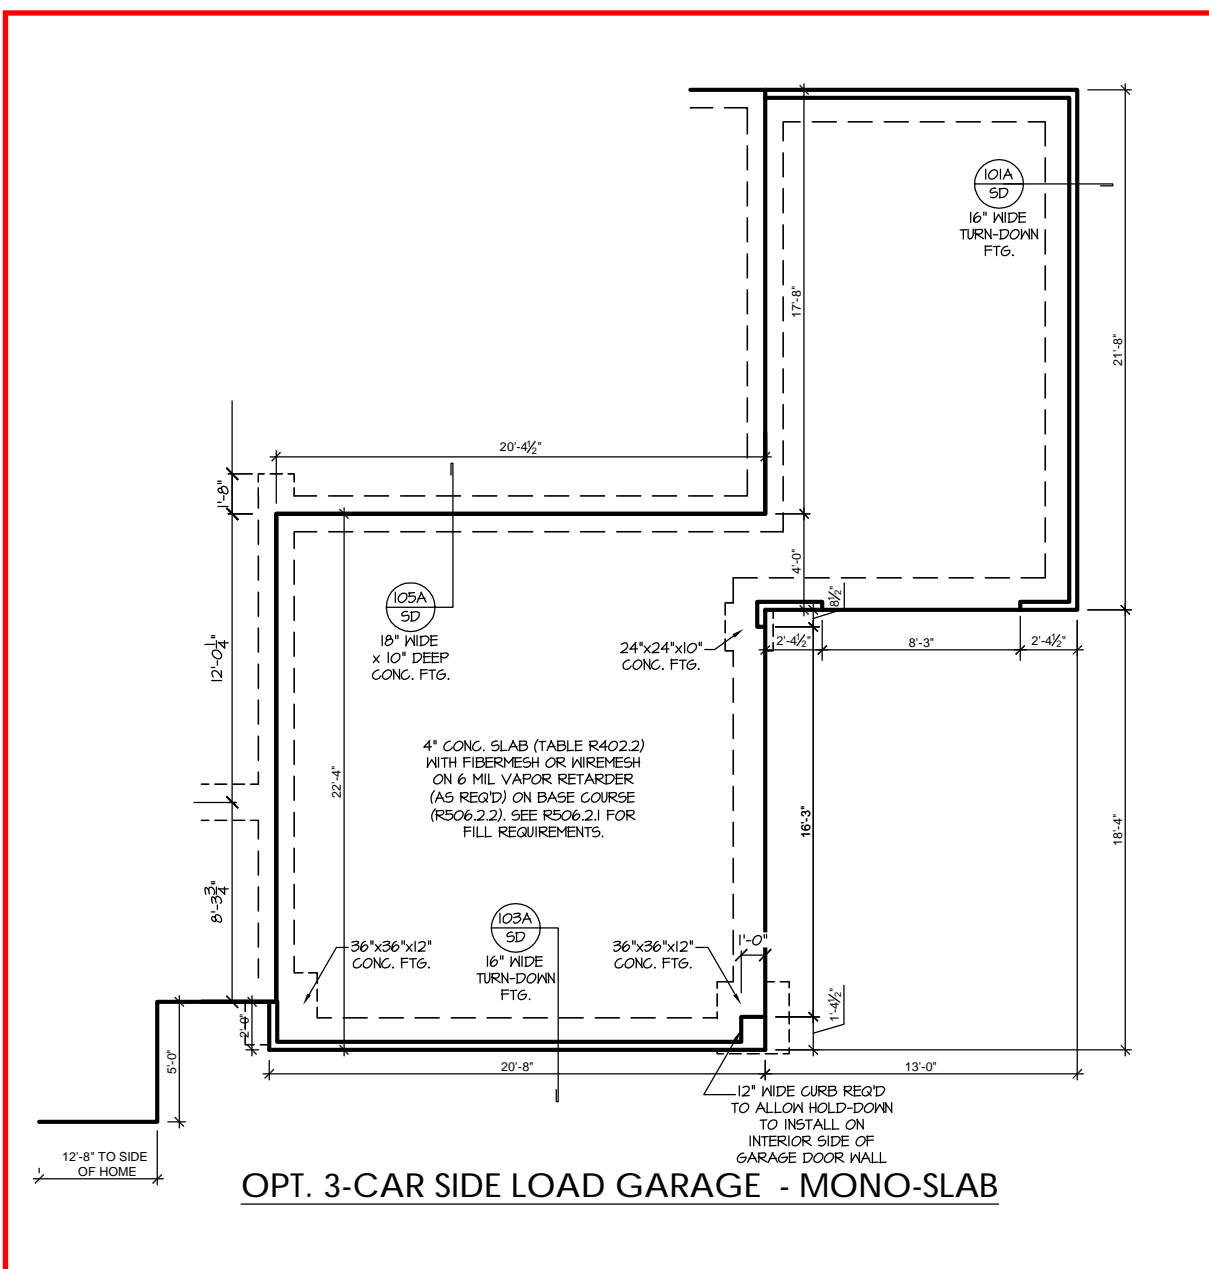 101A
SD
16" WIDE
TURN-DOWN
FTG.
17'-8"
21'-8"
20'-4½"
1'-8"
4'-0"
8½"
105A
SD
18" WIDE
x 10" DEEP
CONC. FTG.
24"x24"x10"
CONC. FTG.
2'-4½"
8'-3"
2'-4½"
12'-0¼"
4" CONC. SLAB (TABLE R402.2)
WITH FIBERMESH OR WIREMESH
ON 6 MIL VAPOR RETARDER
(AS REQ'D) ON BASE COURSE
(R506.2.2). SEE R506.2.1 FOR
FILL REQUIREMENTS.
22'-4"
16'-3"
18'-4"
8'-3¾"
103A
SD
16" WIDE
TURN-DOWN
FTG.
36"x36"x12"
CONC. FTG.
36"x36"x12"
CONC. FTG.
1'-0"
1'-4½"
2'-0"
5'-0"
20'-8"
13'-0"
12" WIDE CURB REQ'D
TO ALLOW HOLD-DOWN
TO INSTALL ON
INTERIOR SIDE OF
GARAGE DOOR WALL
12'-8" TO SIDE
OF HOME
OPT. 3-CAR SIDE LOAD GARAGE - MONO-SLAB